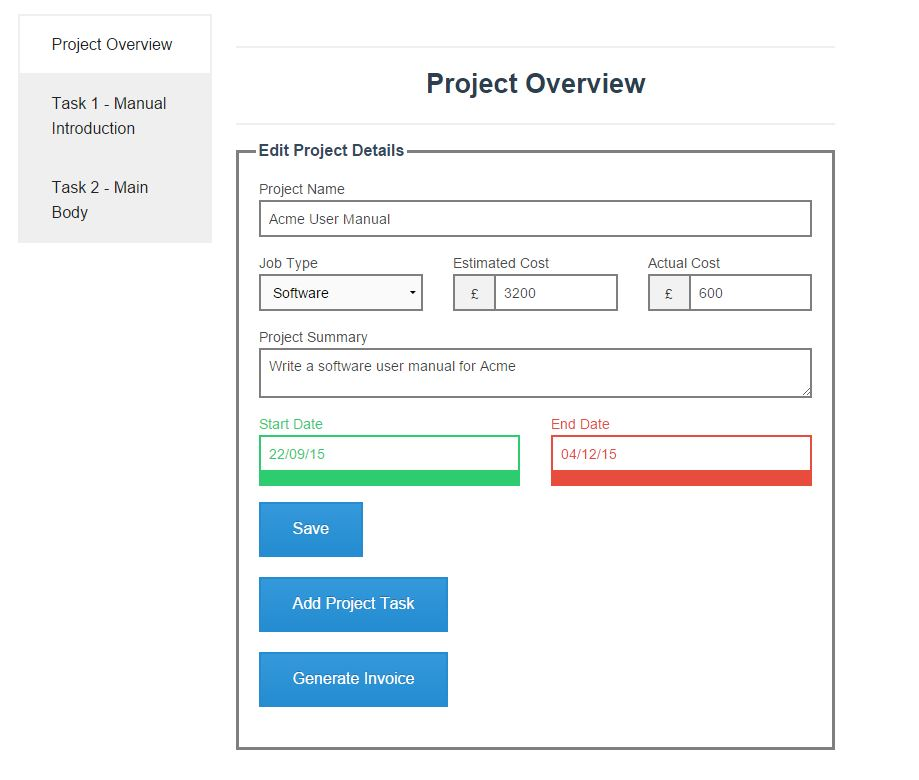 Project Overview
Task 1 - Manual
Introduction
Task 2 - Main
Body
Project Overview
Edit Project Details
Project Name
Acme User Manual
Job Type Estimated Cost Actual Cost
Software £ 3200 £ 600
Project Summary
Write a software user manual for Acme
Start Date End Date
22/09/15 04/12/15
Save
Add Project Task
Generate Invoice